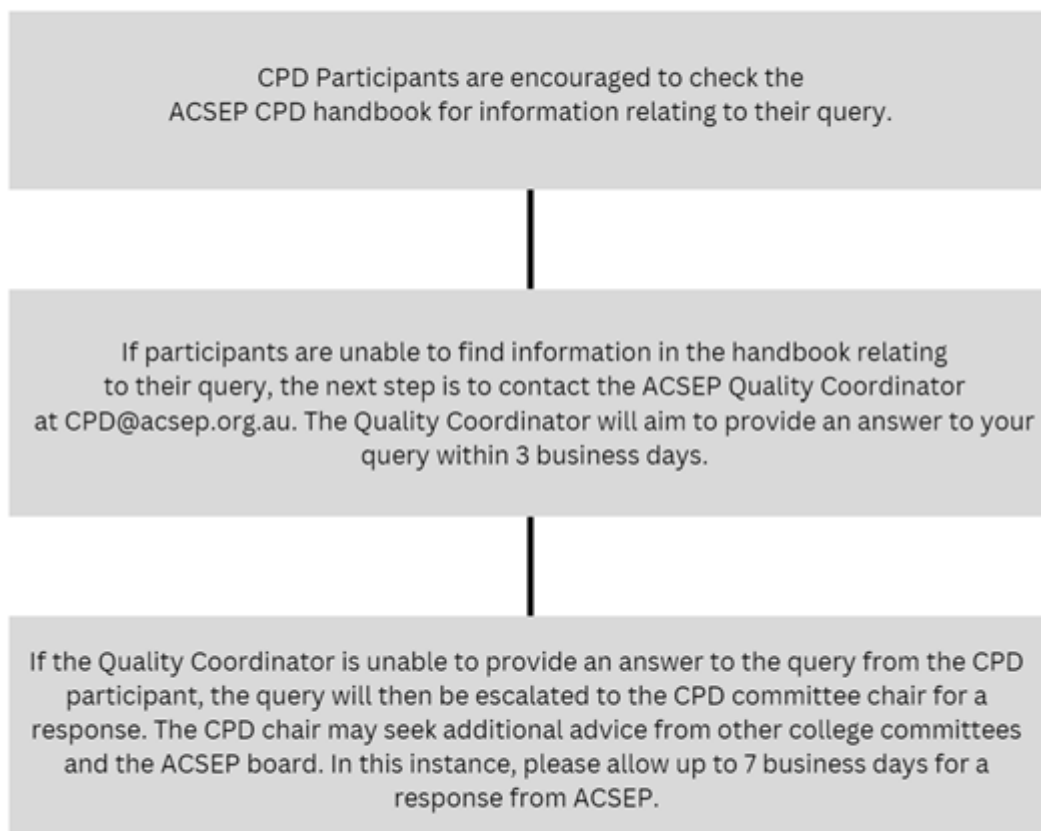 CPD Participants are encouraged to check the
ACSEP CPD handbook for information relating to their query.
If participants are unable to find information in the handbook relating
to their query, the next step is to contact the ACSEP Quality Coordinator
at CPD@acsep.org.au. The Quality Coordinator will aim to provide an answer to your
query within 3 business days.
If the Quality Coordinator is unable to provide an answer to the query from the CPD
participant, the query will then be escalated to the CPD committee chair for a
response. The CPD chair may seek additional advice from other college committees
and the ACSEP board. In this instance, please allow up to 7 business days for a
response from ACSEP.